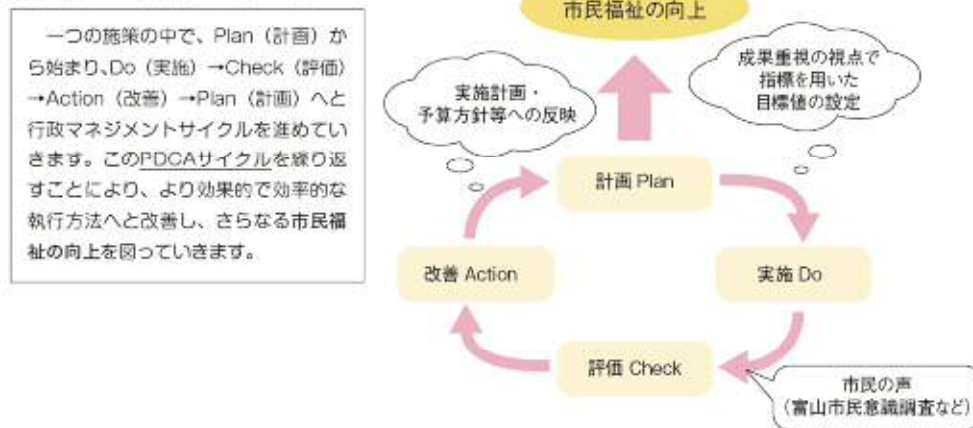 一つの施策の中で、Plan（計画）か
ら始まり、Do（実施）→Check（評価）
→Action（改善）→Plan（計画）へと
行政マネジメントサイクルを進めてい
きます。このPDCAサイクルを繰り返
すことにより、より効果的で効率的な
執行方法へと改善し、さらなる市民福
祉の向上を図っていきます。
市民福祉の向上
実施計画・
予算方針等への反映
成果重視の視点で
指標を用いた
目標値の設定
計画 Plan
改善 Action
実施 Do
評価 Check
市民の声
（富山市民意識調査など）